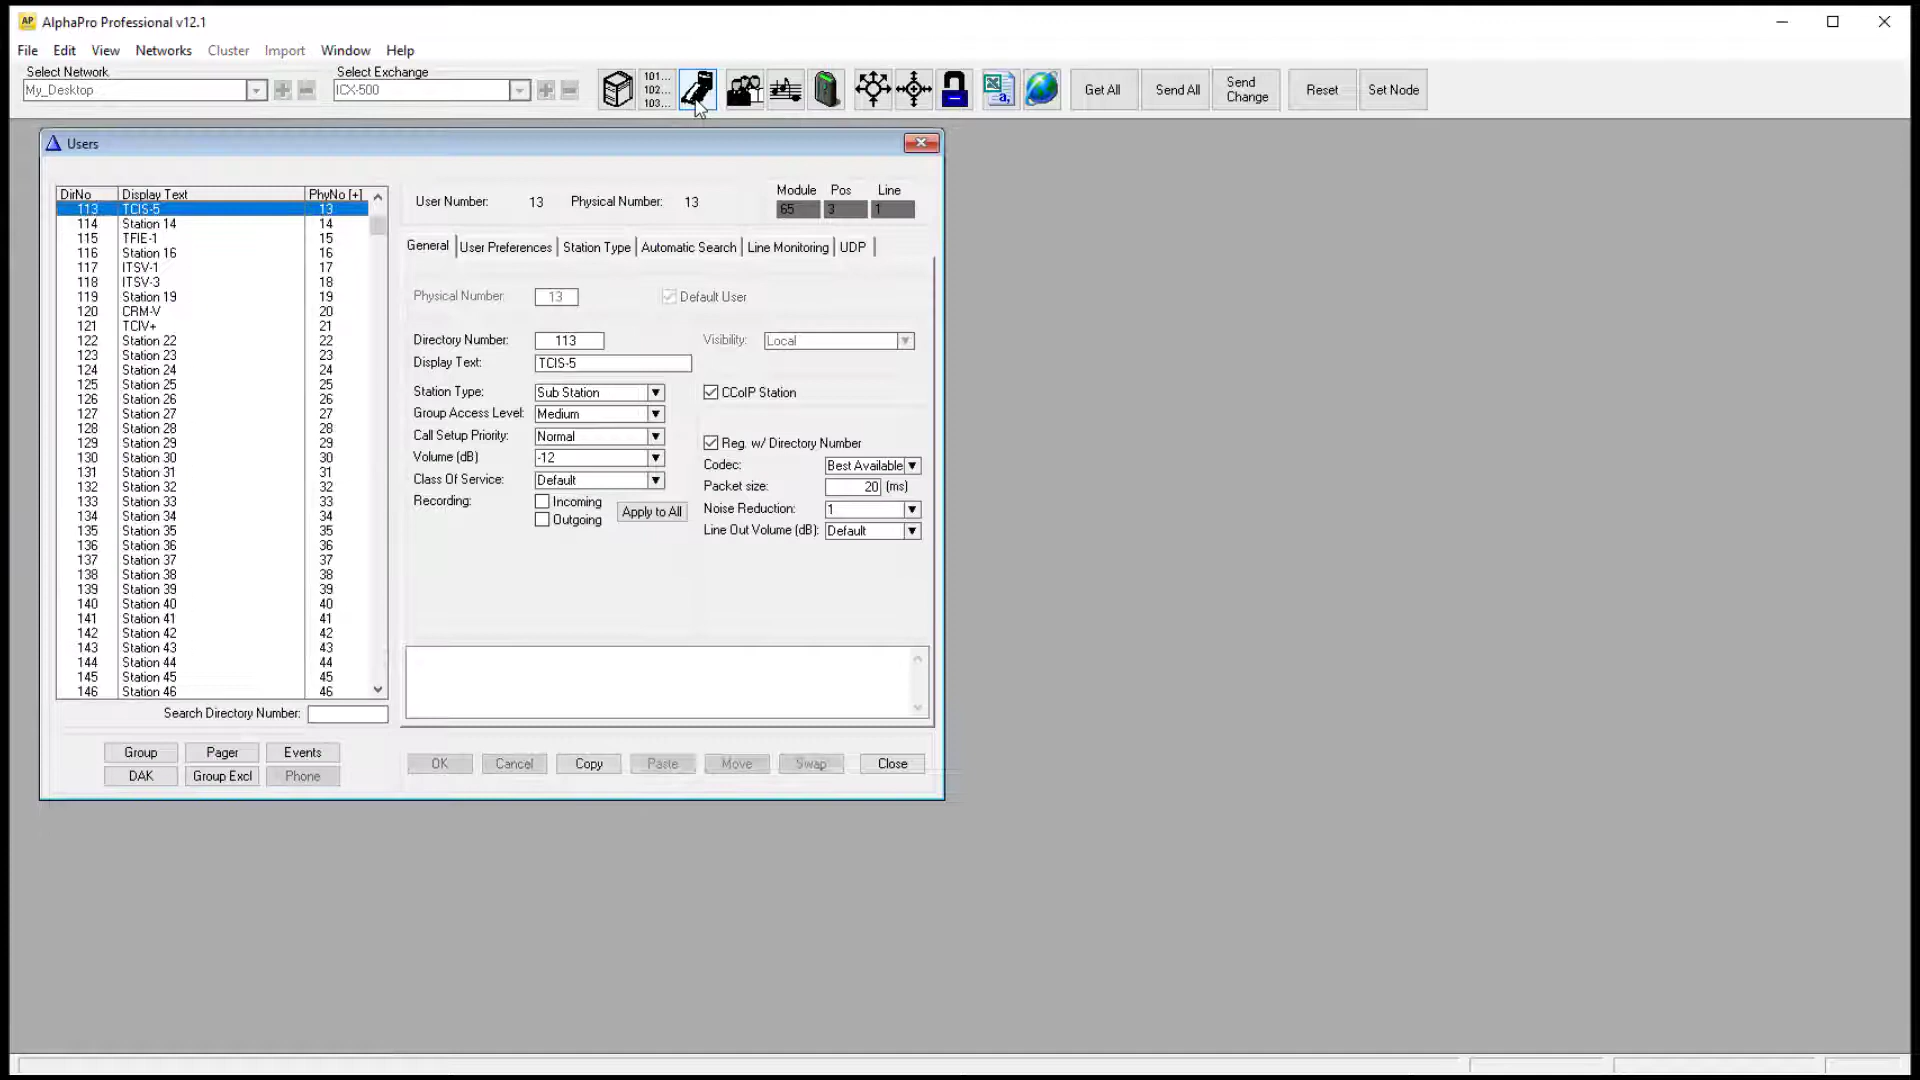 AP AlphaPro Professional v12.1
File Edit View Networks Cluster Import Window Help
Select Network
My_Desktop
Select Exchange
ICX-500
101...
102...
103...
a,
Get All
Send All
Send Change
Reset
Set Node
Users
DirNo Display Text PhyNo [+]
113 TCIS-5 13
114 Station 14 14
115 TFIE-1 15
116 Station 16 16
117 ITSV-1 17
118 ITSV-3 18
119 Station 19 19
120 CRM-V 20
121 TCIV+ 21
122 Station 22 22
123 Station 23 23
124 Station 24 24
125 Station 25 25
126 Station 26 26
127 Station 27 27
128 Station 28 28
129 Station 29 29
130 Station 30 30
131 Station 31 31
132 Station 32 32
133 Station 33 33
134 Station 34 34
135 Station 35 35
136 Station 36 36
137 Station 37 37
138 Station 38 38
139 Station 39 39
140 Station 40 40
141 Station 41 41
142 Station 42 42
143 Station 43 43
144 Station 44 44
145 Station 45 45
146 Station 46 46
Search Directory Number:
Group Pager Events
DAK Group Excl Phone
User Number: 13 Physical Number: 13
Module Pos Line
65 3 1
General User Preferences Station Type Automatic Search Line Monitoring UDP
Physical Number: 13 Default User
Directory Number: 113 Visibility: Local
Display Text: TCIS-5
Station Type: Sub Station CCoIP Station
Group Access Level: Medium
Call Setup Priority: Normal Reg. w/ Directory Number
Volume (dB) -12 Codec: Best Available
Class Of Service: Default Packet size: 20 (ms)
Recording: Incoming Apply to All Noise Reduction: 1
Outgoing Line Out Volume (dB): Default
OK Cancel Copy Paste Move Swap Close